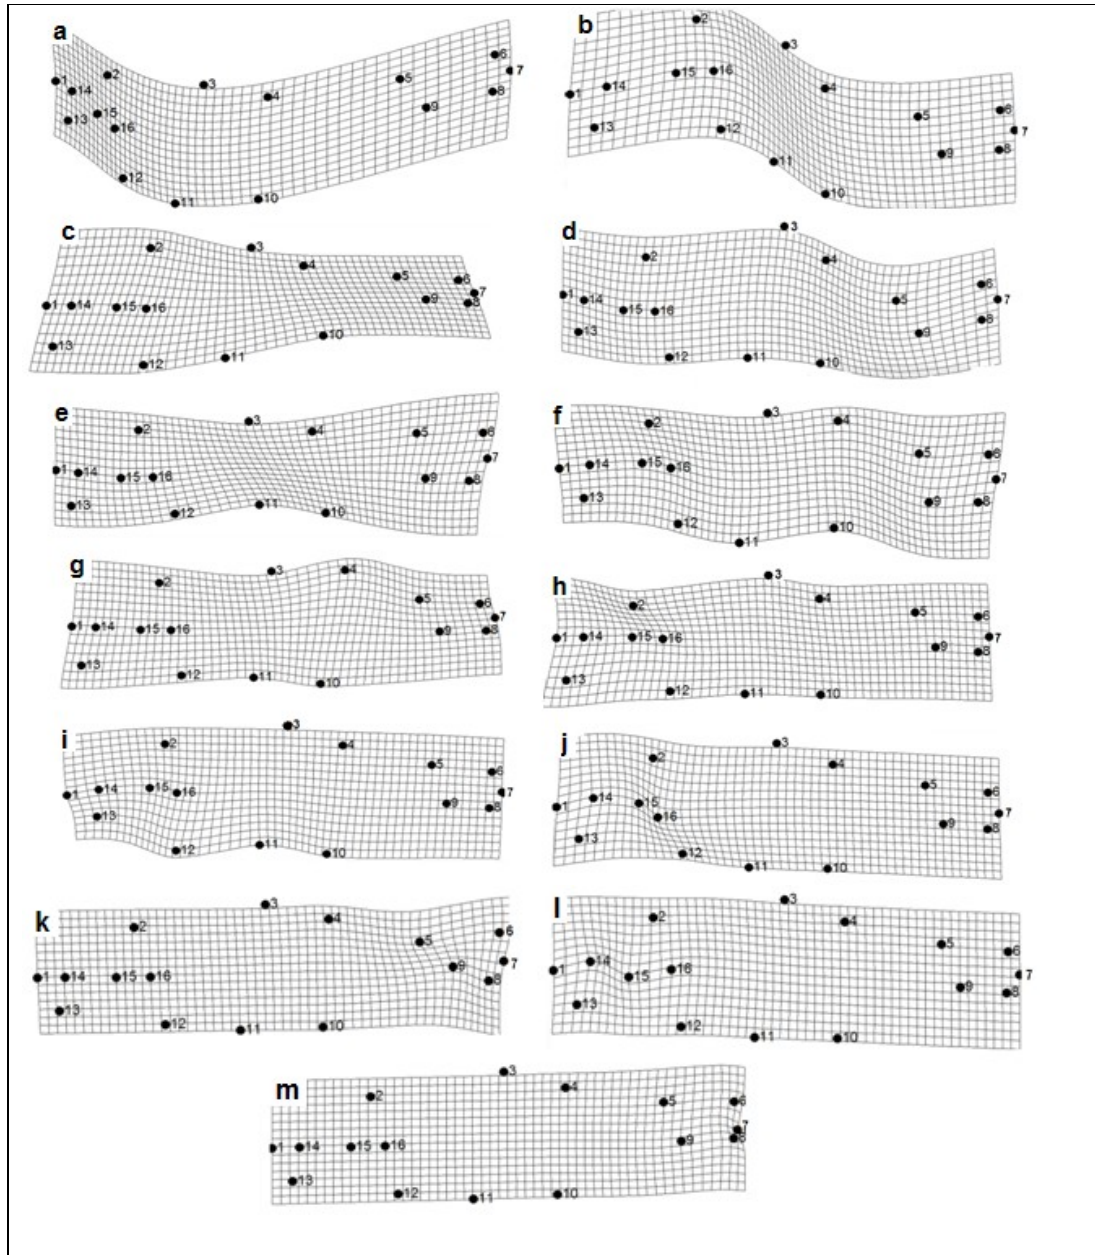 a
6
1 2 3 4 5 7
14 15 9 8
13 16
12 11 10
b
2 3
15 16 4
1 14 5 6
13 12 9 8 7
11 10
c
2 3
4 5 6
1 14 15 16 9 8 7
13 10
12 11
d
3
2 4
1 14 15 16 5 6 7
13 9 8
12 11 10
e
2 3 4 5 6
1 14 15 16 9 8 7
13 12 11 10
f
2 3 4
1 14 15 16 5 6 7
13 9 8
12 11 10
g
2 3 4
5 6 7
1 14 15 16 9 8
13 12 11 10
h
3
2 4 5 6
1 14 15 16 9 8 7
13 12 11 10
i
3
2 4
5 6
1 14 15 16 9 8 7
13
12 11 10
j
3
2 4
1 14 15 5 6
13 16 9 8 7
12 11 10
k
3
2 4 5 6
1 14 15 16 9 8 7
13
12 11 10
l
3
2 4
14 5 6
1 15 16 9 8 7
13
12 11 10
m
3
2 4 5 6
1 14 15 16 9 8 7
13
12 11 10